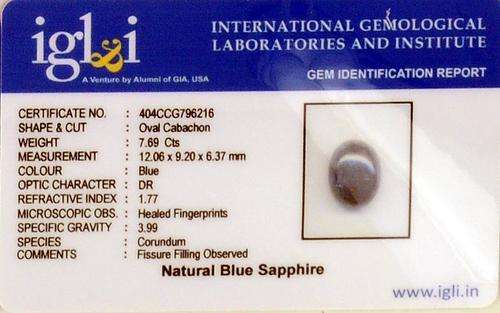 igl&i
A Venture by Alumni of GIA, USA
INTERNATIONAL GEMOLOGICAL
LABORATORIES AND INSTITUTE
GEM IDENTIFICATION REPORT
CERTIFICATE NO. : 404CCG796216
SHAPE & CUT : Oval Cabachon
WEIGHT : 7.69 Cts
MEASUREMENT : 12.06 x 9.20 x 6.37 mm
COLOUR : Blue
OPTIC CHARACTER : DR
REFRACTIVE INDEX : 1.77
MICROSCOPIC OBS. : Healed Fingerprints
SPECIFIC GRAVITY : 3.99
SPECIES : Corundum
COMMENTS : Fissure Filling Observed
Natural Blue Sapphire
www.igli.in